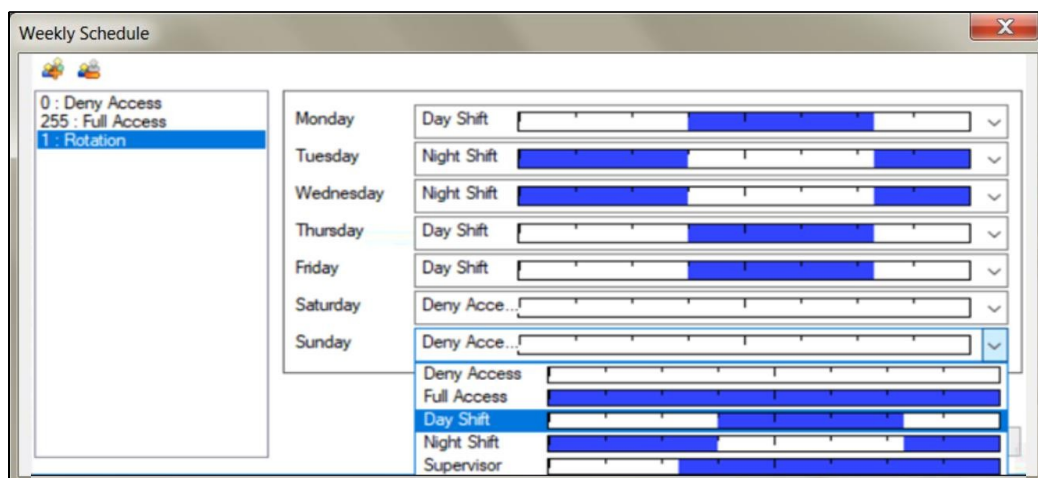 Weekly Schedule
0 : Deny Access
255 : Full Access
1 : Rotation
Monday Day Shift
Tuesday Night Shift
Wednesday Night Shift
Thursday Day Shift
Friday Day Shift
Saturday Deny Acce...
Sunday Deny Acce...
Deny Access
Full Access
Day Shift
Night Shift
Supervisor